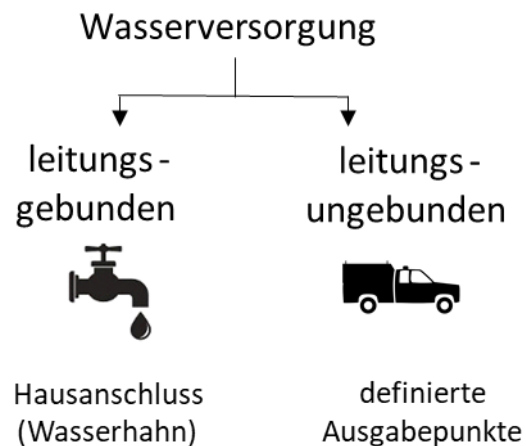 Wasserversorgung
leitungs-
gebunden
leitungs-
ungebunden
Hausanschluss
(Wasserhahn)
definierte
Ausgabepunkte